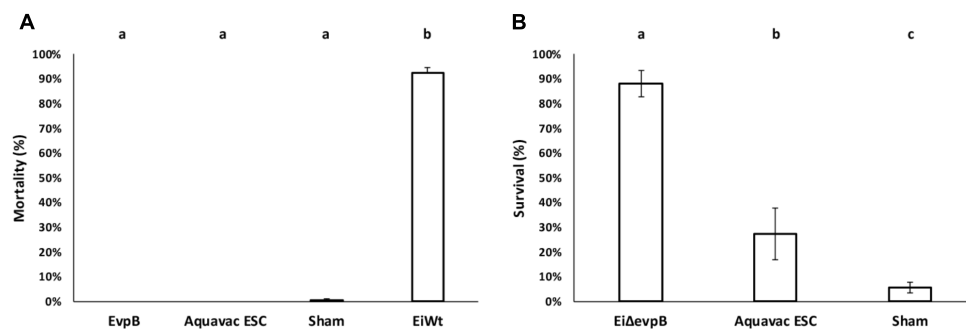 A
a a a b
100%
90%
80%
70%
60%
50%
40%
30%
20%
10%
0%
Mortality (%)
EvpB Aquavac ESC Sham EiWt
B
a b c
100%
90%
80%
70%
60%
50%
40%
30%
20%
10%
0%
Survival (%)
EiΔevpB Aquavac ESC Sham